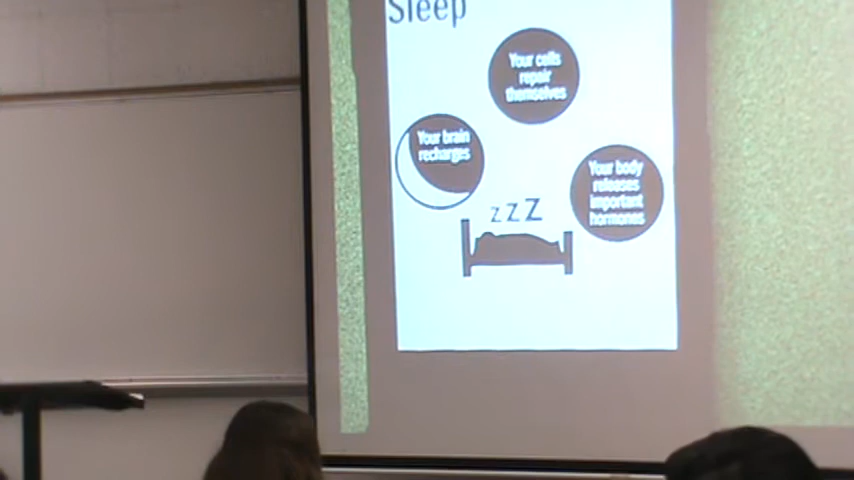 Sleep
Your cells
repair
themselves
Your brain
recharges
Your body
releases
important
hormones
zzZ